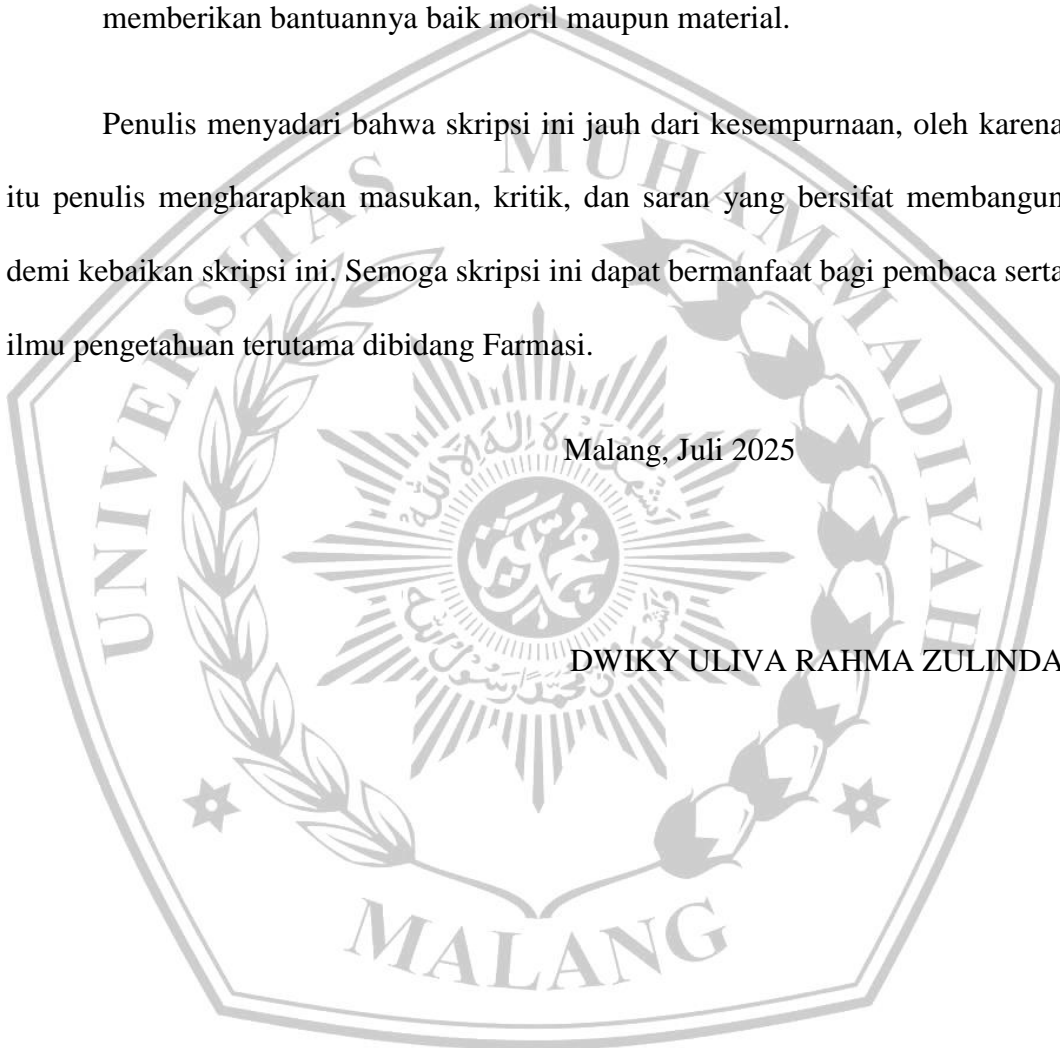 memberikan bantuannya baik moril maupun material.
Penulis menyadari bahwa skripsi ini jauh dari kesempurnaan, oleh karena
itu penulis mengharapkan masukan, kritik, dan saran yang bersifat membangun
demi kebaikan skripsi ini. Semoga skripsi ini dapat bermanfaat bagi pembaca serta
ilmu pengetahuan terutama dibidang Farmasi.
Malang, Juli 2025
DWIKY ULIVA RAHMA ZULINDA
UNIVERSITAS MUHAMMADIYAH
MALANG